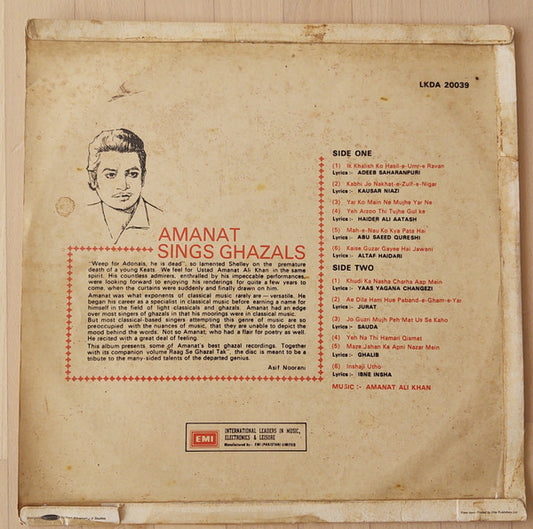 LKDA 20039
AMANAT
SINGS GHAZALS
"Weep for Adonais, he is dead", so lamented Shelley on the premature
death of a young Keats. We feel for Ustad Amanat Ali Khan in the same
spirit. His countless admirers, enthralled by his impeccable performances,
were looking forward to enjoying his renderings for quite a few years to
come, when the curtains were suddenly and finally drawn on him.
Amanat was what exponents of classical music rarely are — versatile. He
began his career as a specialist in classical music before earning a name for
himself in the field of light classical music. Amanat had an edge
over most singers of ghazals in that his moorings were in classical music.
But most classical-based singers attempting this genre of music are so
preoccupied with the nuances of music, that they are unable to depict the
mood behind the words. Not so Amanat; who had a flair for poetry as well.
He recited with a great deal of feeling.
This album presents, some of Amanat's best ghazal recordings. Together
with its companion volume "Raag Se Ghazal Tak", the disc is meant to be a
tribute to the many-sided talents of the departed genius.
Asif Noorani
SIDE ONE
(1) Ik Khalish Ko Hasil-e-Umr-e Ravan
Lyrics :- ADEEB SAHARANPURI
(2) Kabhi Jo Nakhat-e-Zulf-e-Nigar
Lyrics :- KAUSAR NIAZI
(3) Yar Ko Main Ne Mujhe Yar Ne
(4) Yeh Arzoo Thi Tujhe Gul ke
Lyrics :- HAIDER ALI AATASH
(5) Mah-e-Nau Ko Kya Pata Hai
Lyrics :- ABU SAEED QURESHI
(6) Kaise Guzar Gayee Hai Jawani
Lyrics :- ALTAF HAIDARI
SIDE TWO
(1) Khudi Ka Nasha Charha Aap Mein
Lyrics :- YAAS YAGANA CHANGEZI
(2) Ae Dila Ham Hue Paband-e-Gham-e-Yar
Lyrics :- JURAT
(3) Jo Guzri Mujh Peh Mat Us Se Kaho
Lyrics :- SAUDA
(4) Yeh Na Thi Hamari Qismat
(5) Maze Jahan Ke Apni Nazar Mein
Lyrics :- GHALIB
(6) Inshaji Utho
Lyrics :- IBNE INSHA
MUSIC :- AMANAT ALI KHAN
EMI
INTERNATIONAL LEADERS IN MUSIC,
ELECTRONICS & LEISURE
Manufactured by:- EMI (PAKISTAN) LIMITED